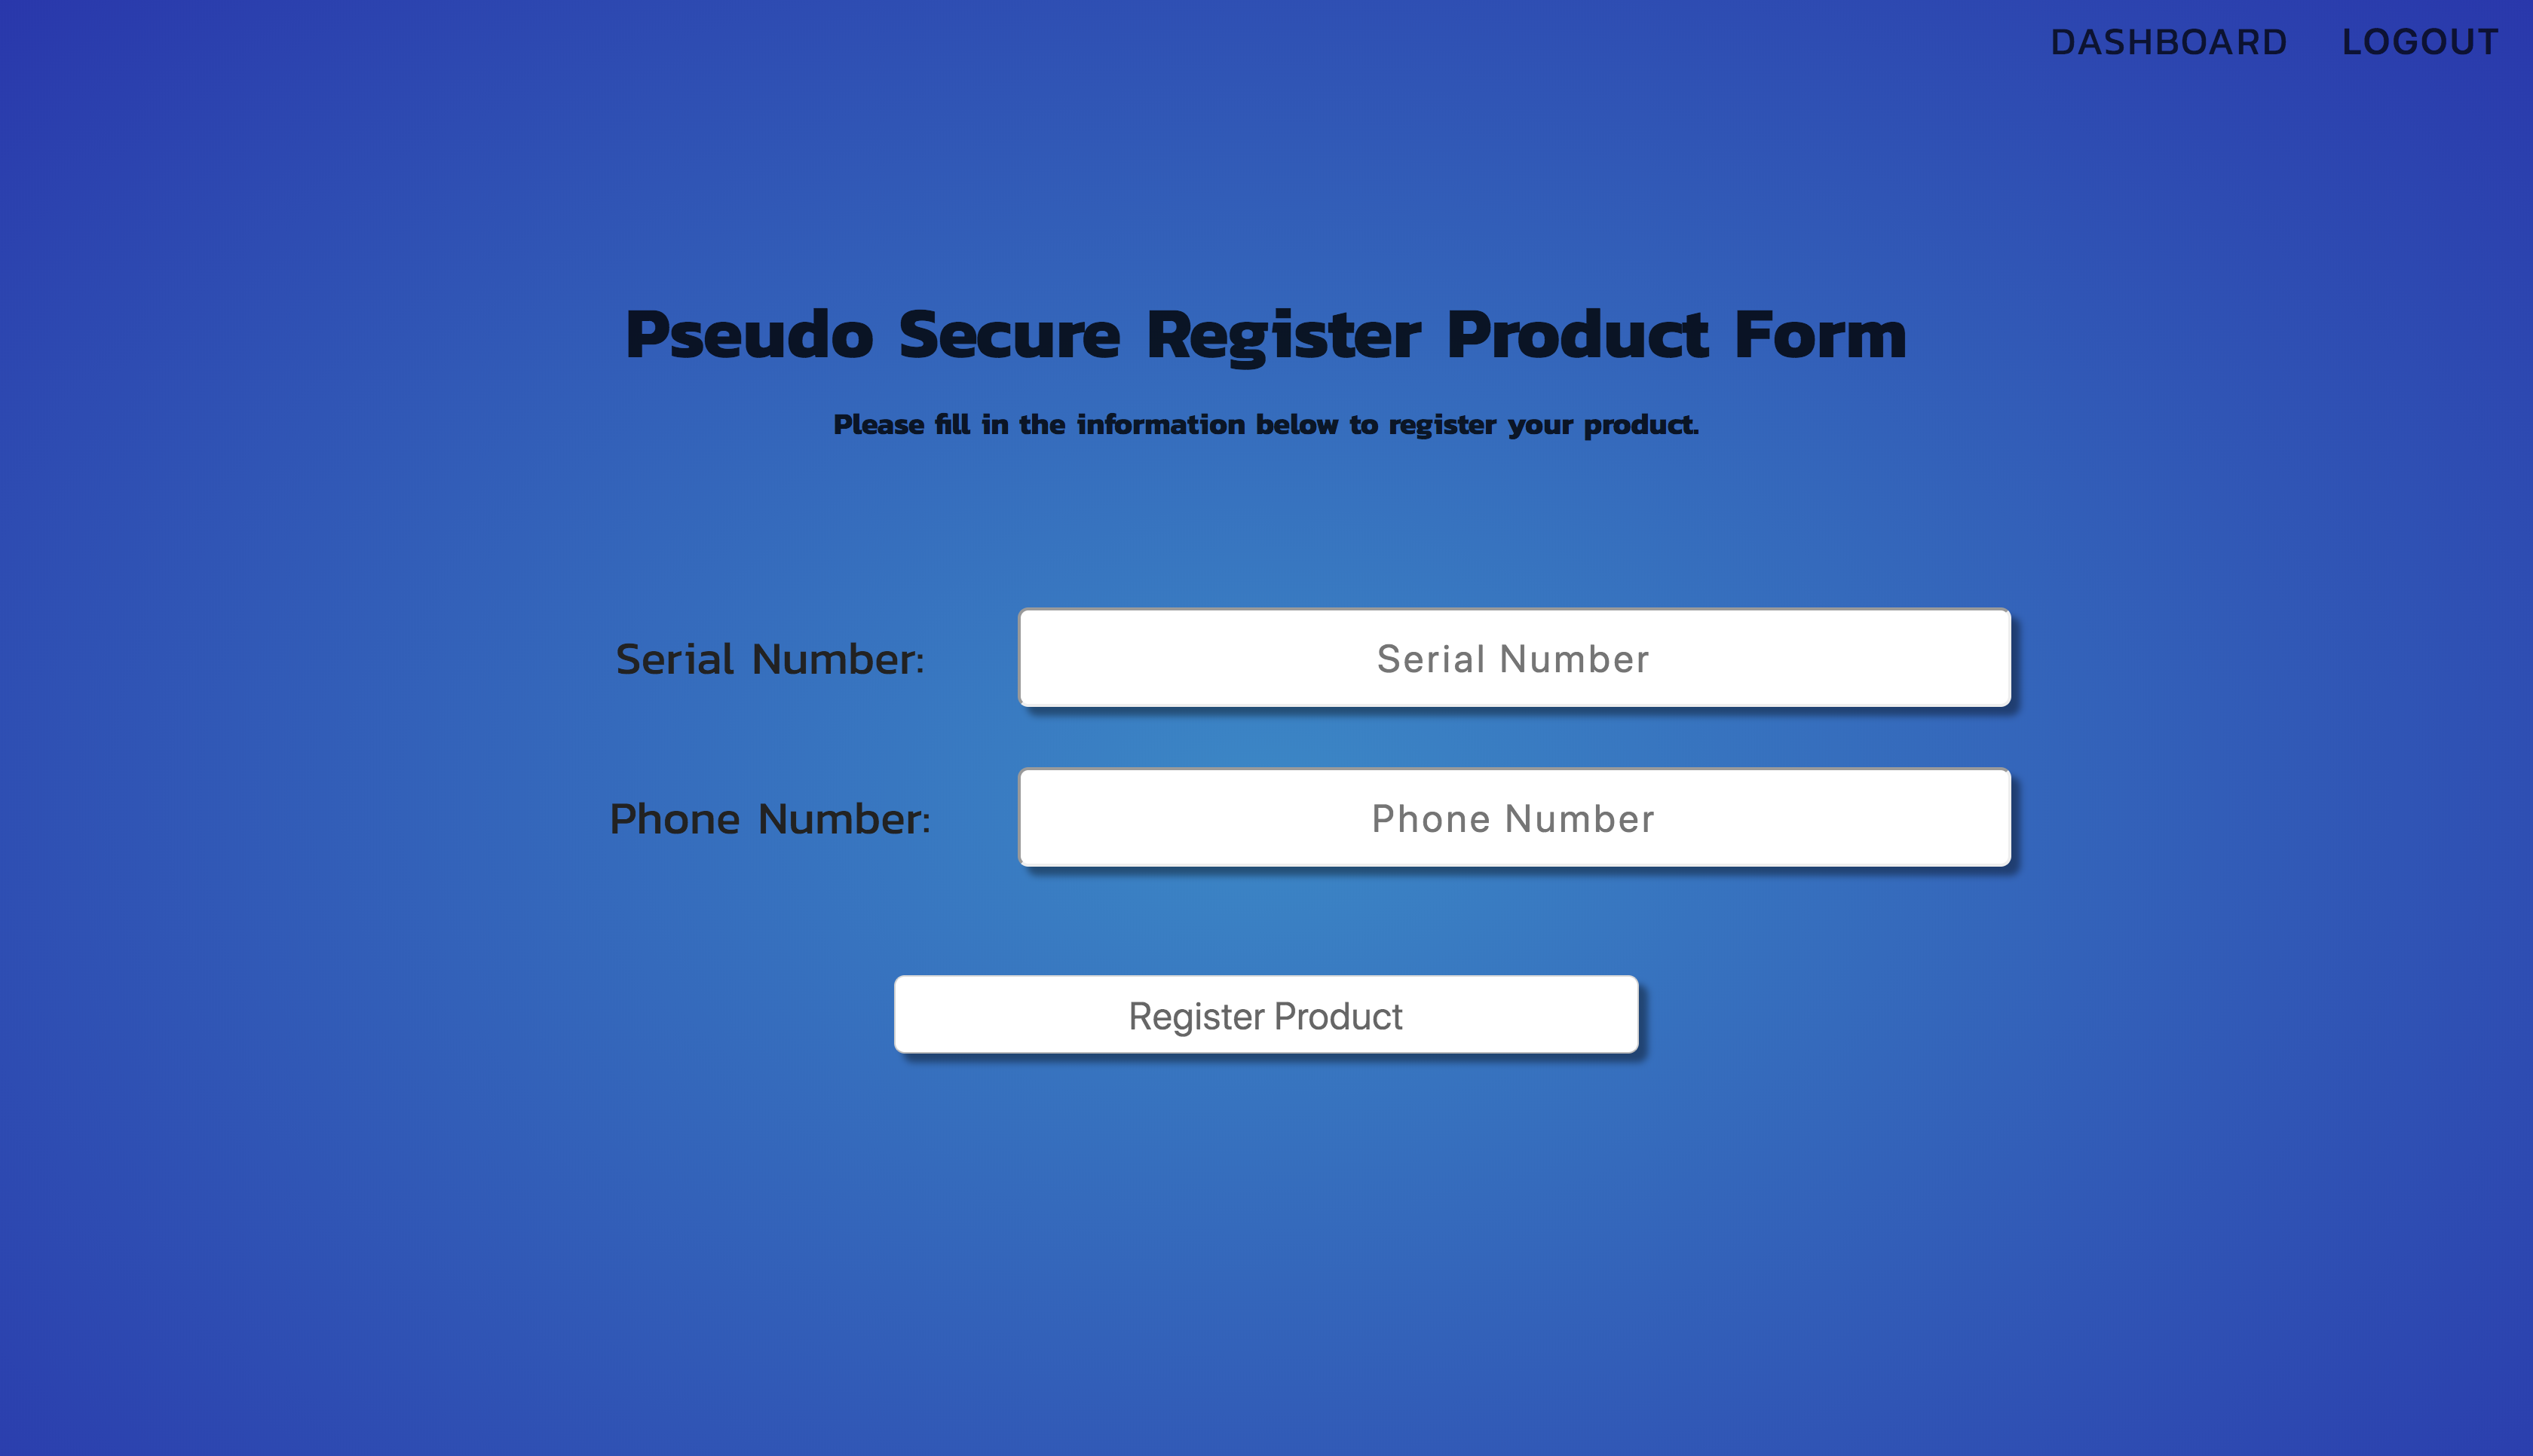 DASHBOARD LOGOUT
Pseudo Secure Register Product Form
Please fill in the information below to register your product.
Serial Number: Serial Number
Phone Number: Phone Number
Register Product